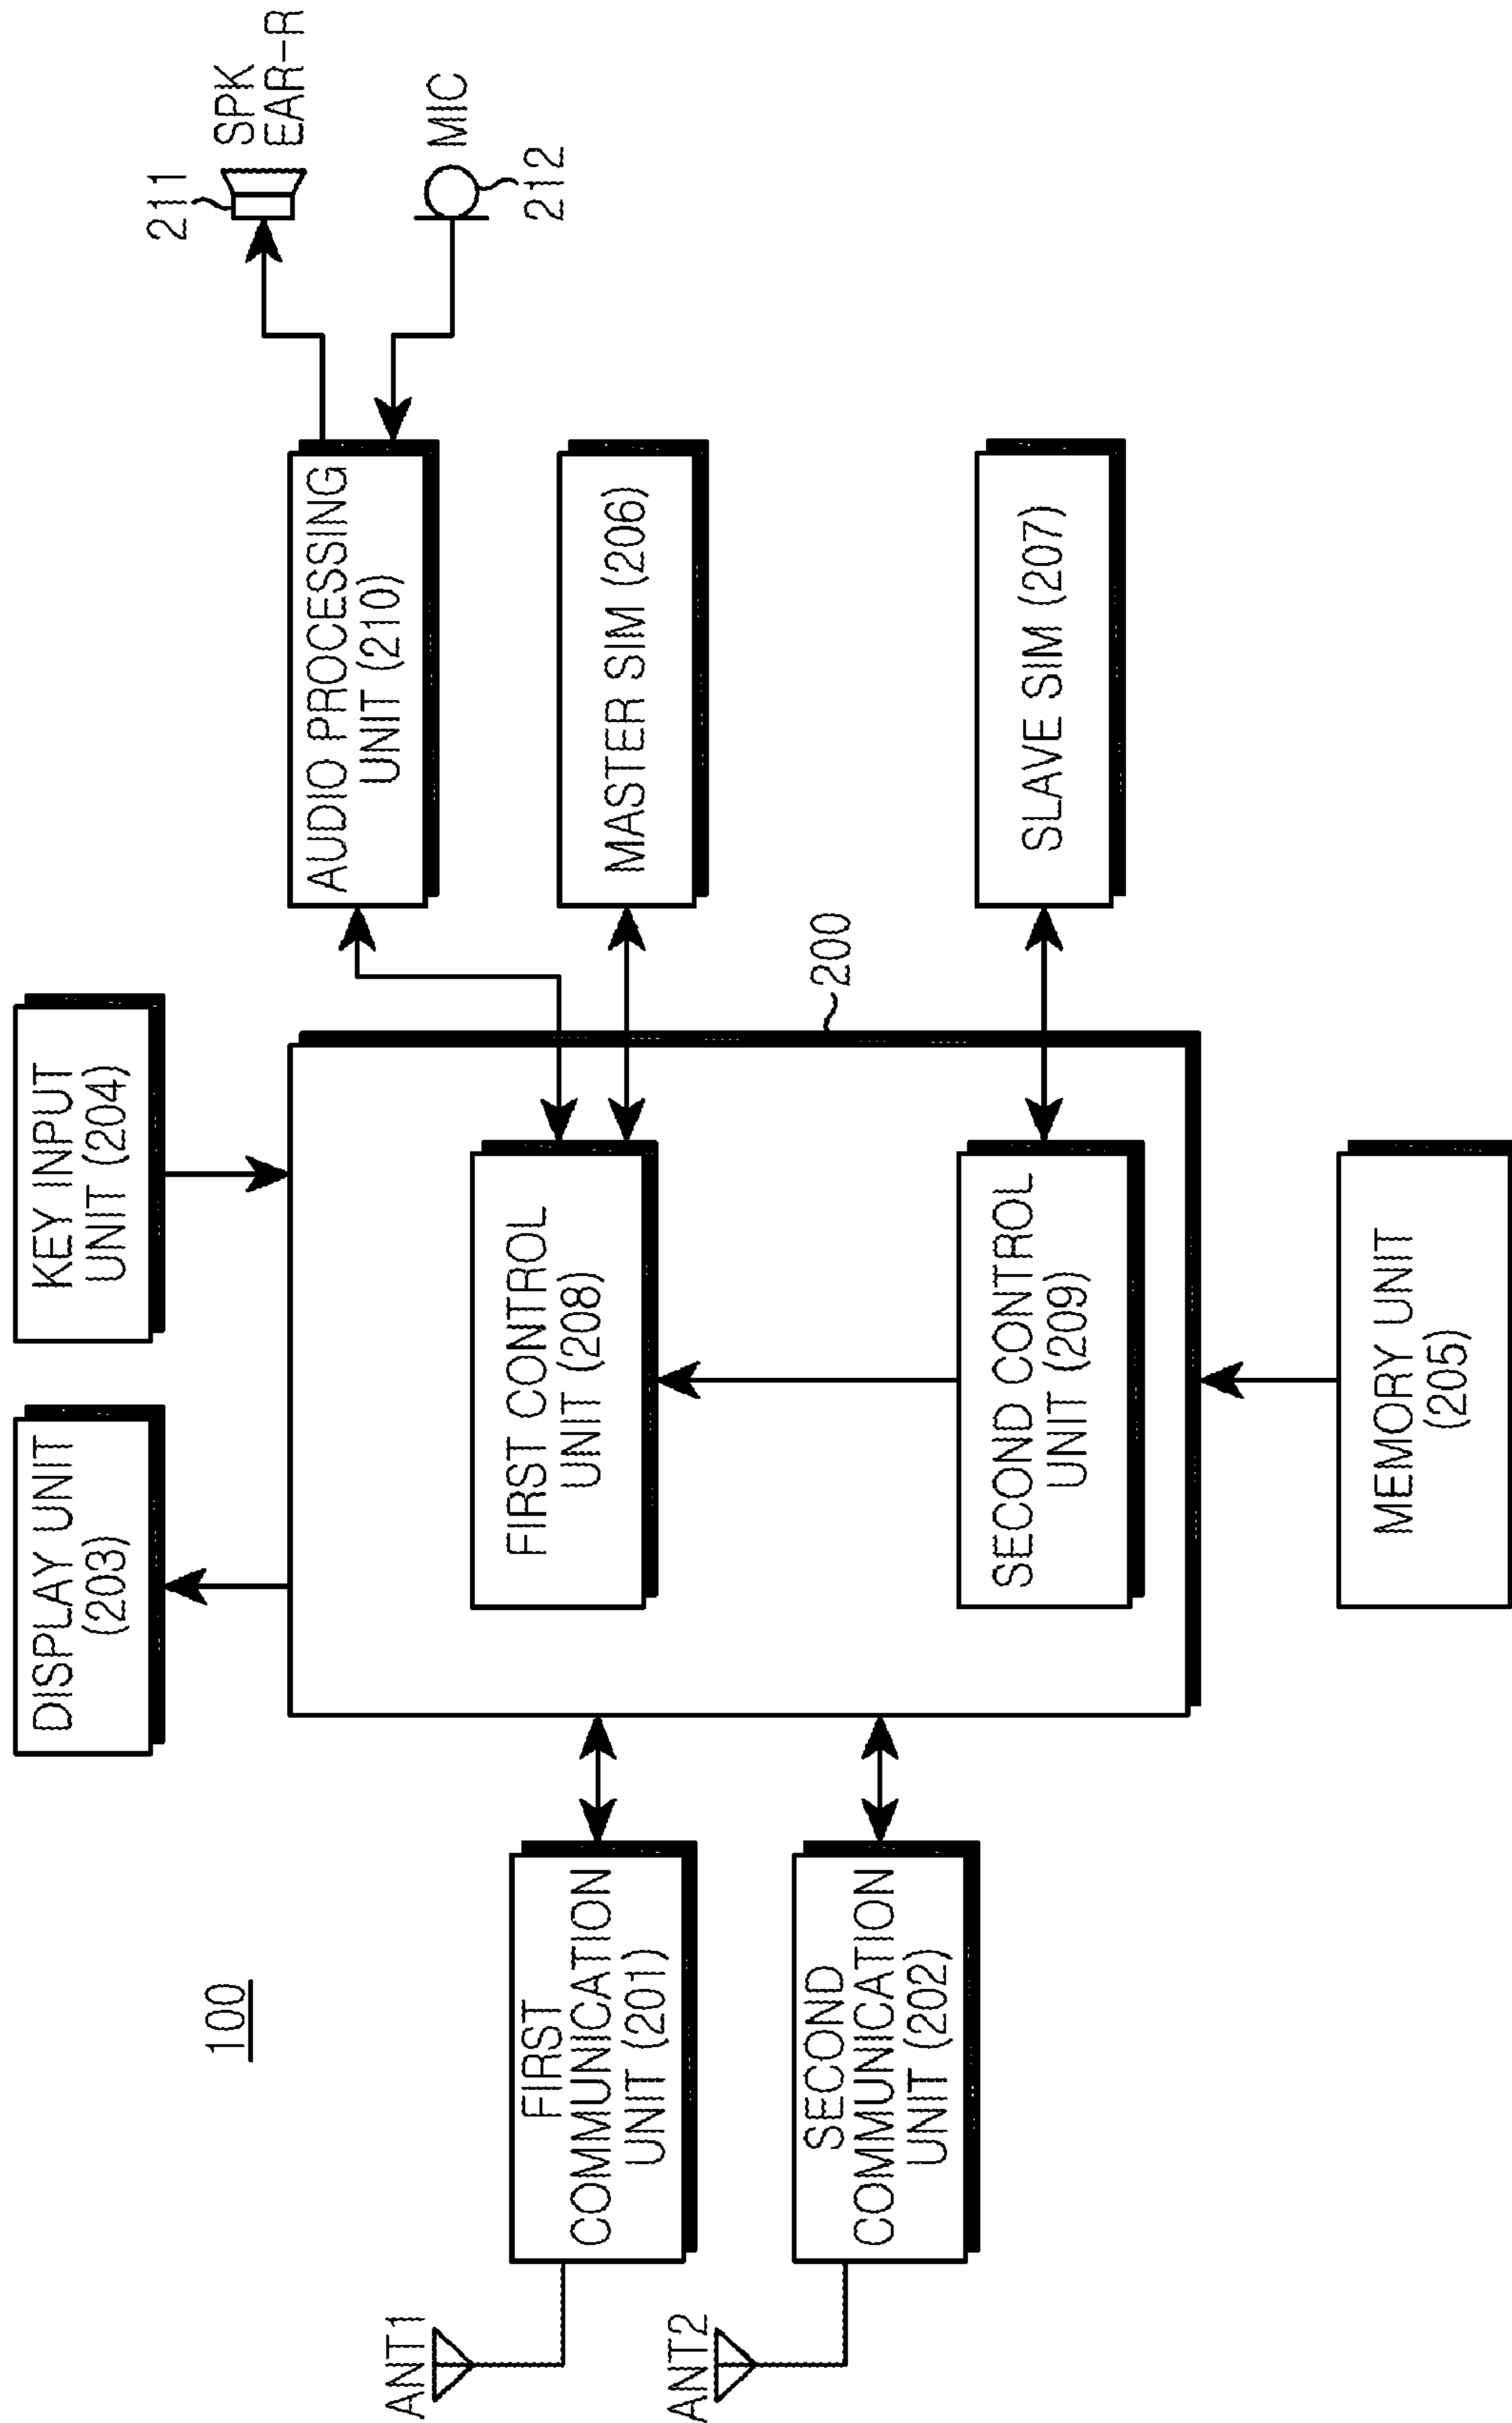 100
DISPLAY UNIT
(203)
KEY INPUT
UNIT (204)
211
SPK
EAR-R
MIC
212
AUDIO PROCESSING
UNIT (210)
ANT1
FIRST
COMMUNICATION
UNIT (201)
FIRST CONTROL
UNIT (208)
MASTER SIM (206)
200
ANT2
SECOND
COMMUNICATION
UNIT (202)
SECOND CONTROL
UNIT (209)
SLAVE SIM (207)
MEMORY UNIT
(205)